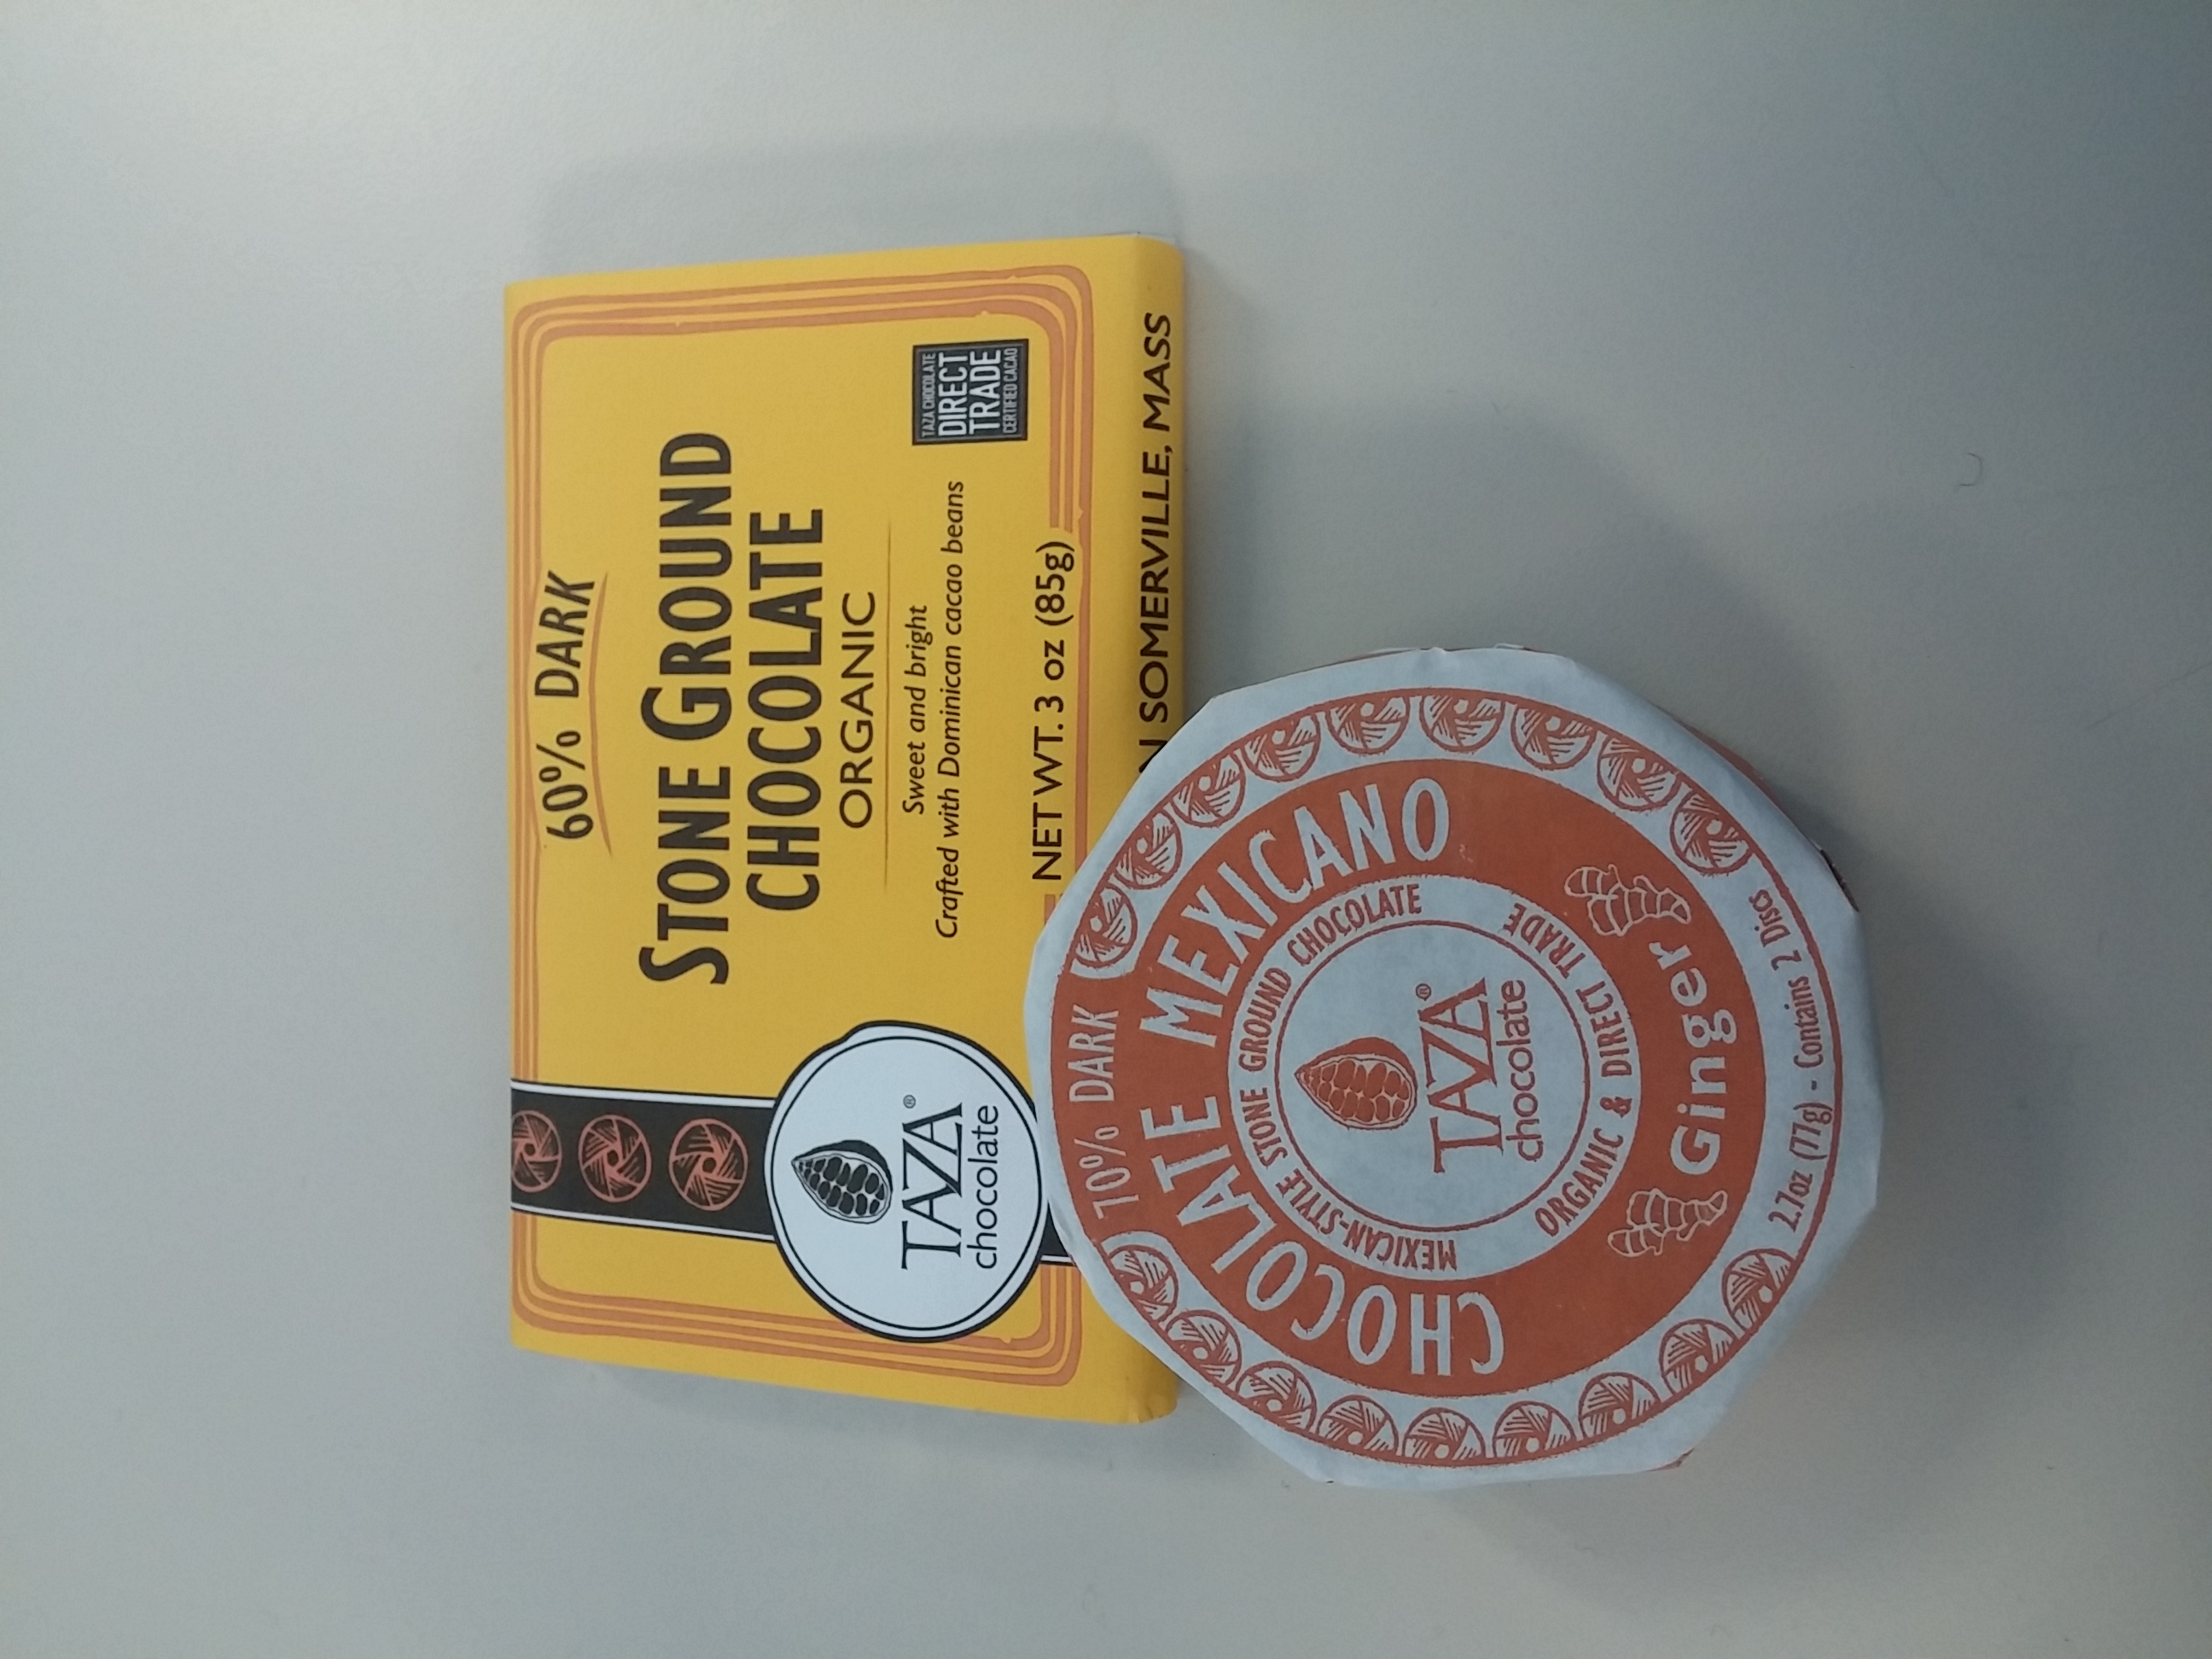 60% DARK
STONE GROUND
CHOCOLATE
ORGANIC
Sweet and bright
Crafted with Dominican cacao beans
TAZA CHOCOLATE
DIRECT
TRADE
CERTIFIED CACAO
NET WT. 3 oz (85g)
TAZA®
chocolate
SOMERVILLE, MASS
70% DARK
CHOCOLATE MEXICANO
MEXICAN-STYLE STONE GROUND CHOCOLATE
TAZA®
chocolate
ORGANIC & DIRECT TRADE
Ginger
2.7oz (77g) - Contains 2 Discs